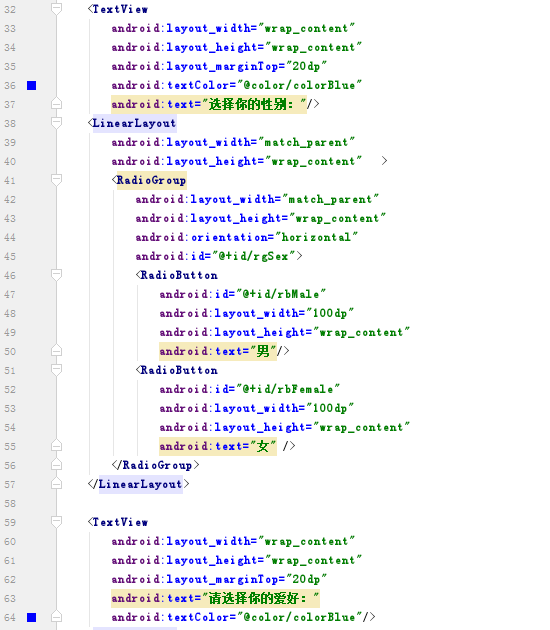 32 <TextView
33 android:layout_width="wrap_content"
34 android:layout_height="wrap_content"
35 android:layout_marginTop="20dp"
36 android:textColor="@color/colorBlue"
37 android:text="选择你的性别："/>
38 <LinearLayout
39 android:layout_width="match_parent"
40 android:layout_height="wrap_content" >
41 <RadioGroup
42 android:layout_width="match_parent"
43 android:layout_height="wrap_content"
44 android:orientation="horizontal"
45 android:id="@+id/rgSex">
46 <RadioButton
47 android:id="@+id/rbMale"
48 android:layout_width="100dp"
49 android:layout_height="wrap_content"
50 android:text="男"/>
51 <RadioButton
52 android:id="@+id/rbFemale"
53 android:layout_width="100dp"
54 android:layout_height="wrap_content"
55 android:text="女" />
56 </RadioGroup>
57 </LinearLayout>
58
59 <TextView
60 android:layout_width="wrap_content"
61 android:layout_height="wrap_content"
62 android:layout_marginTop="20dp"
63 android:text="请选择你的爱好："
64 android:textColor="@color/colorBlue"/>